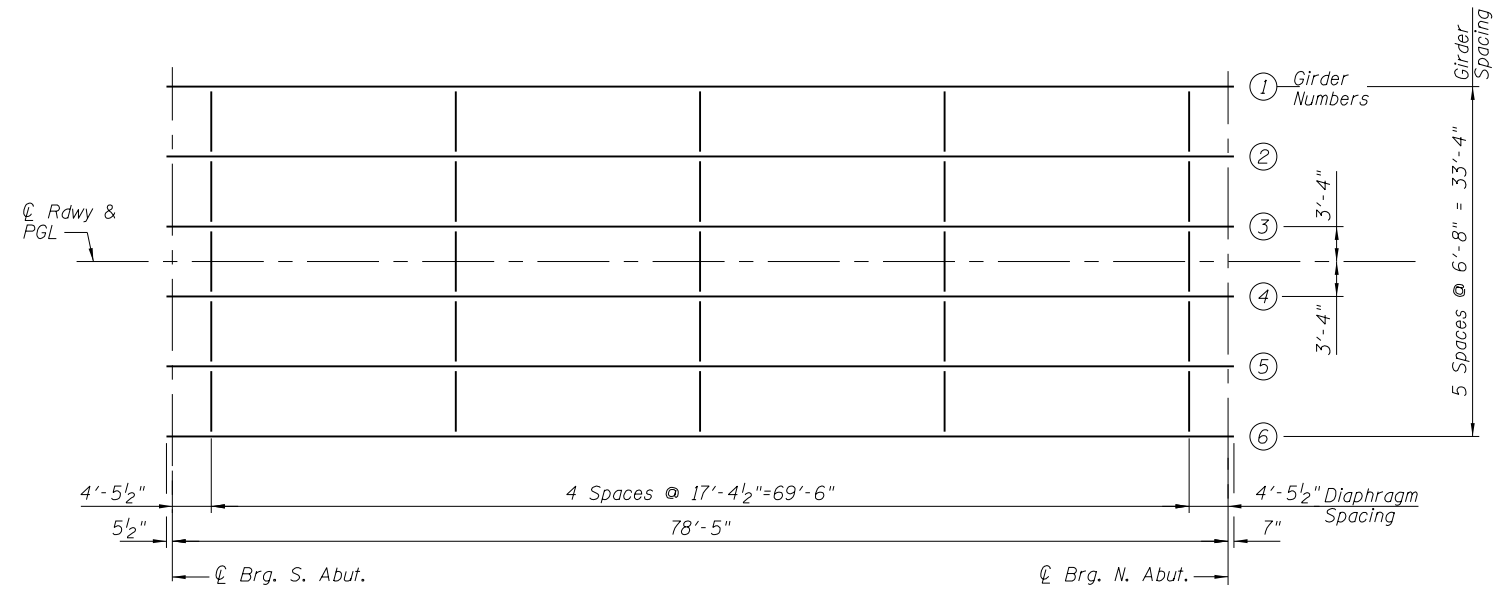 Girder
Spacing
1
Girder
Numbers
2
3'-4"
℄ Rdwy &
PGL
3
4
3'-4"
5 Spaces @ 6'-8" = 33'-4"
5
6
4'-5½"
4 Spaces @ 17'-4½"=69'-6"
4'-5½" Diaphragm
Spacing
5½"
78'-5"
7"
℄ Brg. S. Abut.
℄ Brg. N. Abut.